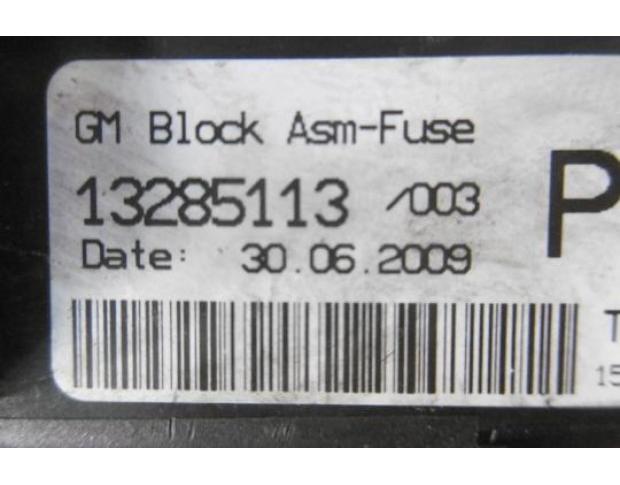 GM Block Asm-Fuse
13285113 /003
P
Date: 30.06.2009
T
15